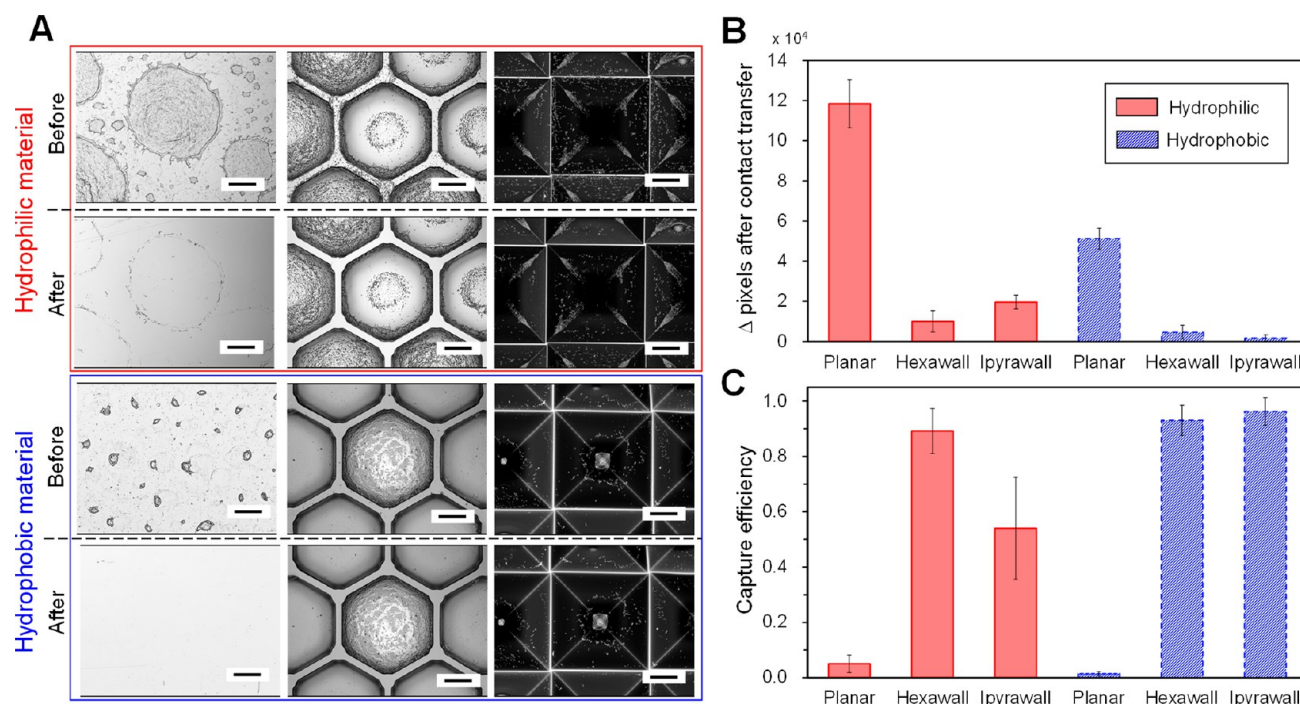 A
Hydrophilic material
Before
After
Hydrophobic material
Before
After
B
x 10⁴
Δ pixels after contact transfer
14
12
10
8
6
4
2
0
Hydrophilic
Hydrophobic
Planar Hexawall Ipyrawall Planar Hexawall Ipyrawall
C
Capture efficiency
1.0
0.8
0.6
0.4
0.2
0.0
Planar Hexawall Ipyrawall Planar Hexawall Ipyrawall